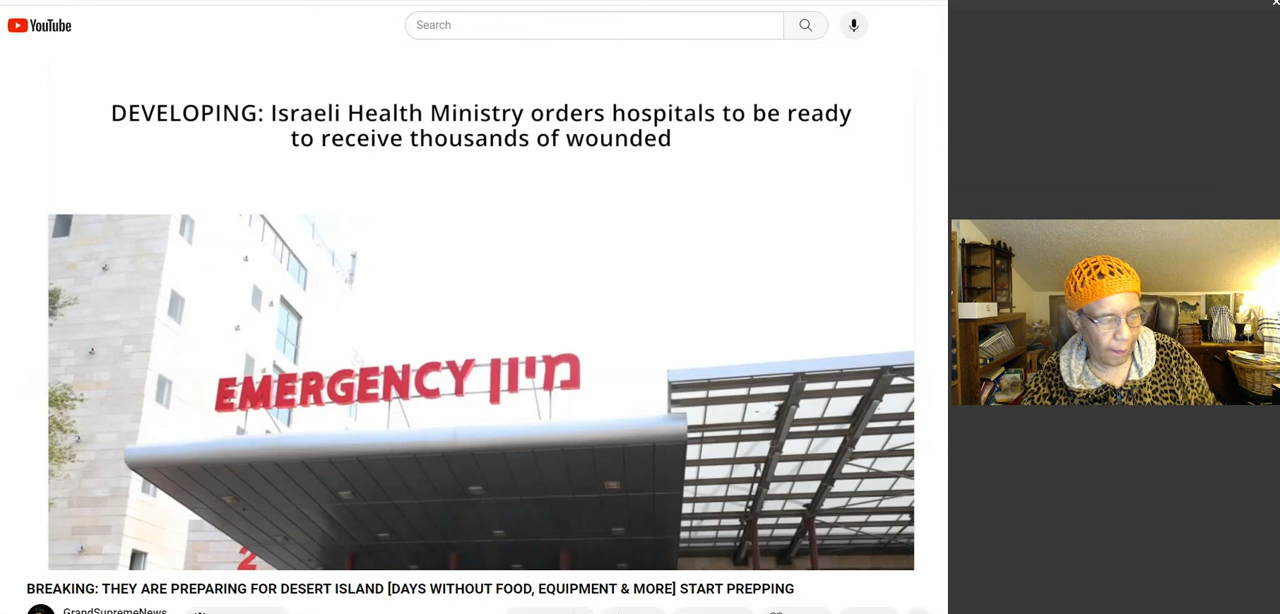 YouTube
Search
DEVELOPING: Israeli Health Ministry orders hospitals to be ready
to receive thousands of wounded
EMERGENCY מיון
2
BREAKING: THEY ARE PREPARING FOR DESERT ISLAND [DAYS WITHOUT FOOD, EQUIPMENT & MORE] START PREPPING
GrandSupremeNews